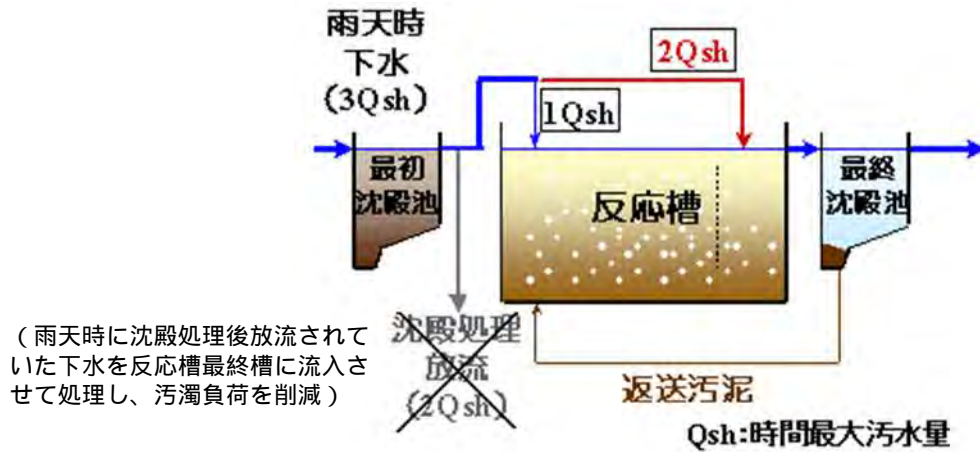 雨天時
下水
(3Qsh)
2Qsh
1Qsh
最初
沈殿池
反応槽
最終
沈殿池
沈殿処理
放流
(2Qsh)
(雨天時に沈殿処理後放流されて
いた下水を反応槽最終槽に流入さ
せて処理し、汚濁負荷を削減)
返送汚泥
Qsh:時間最大汚水量